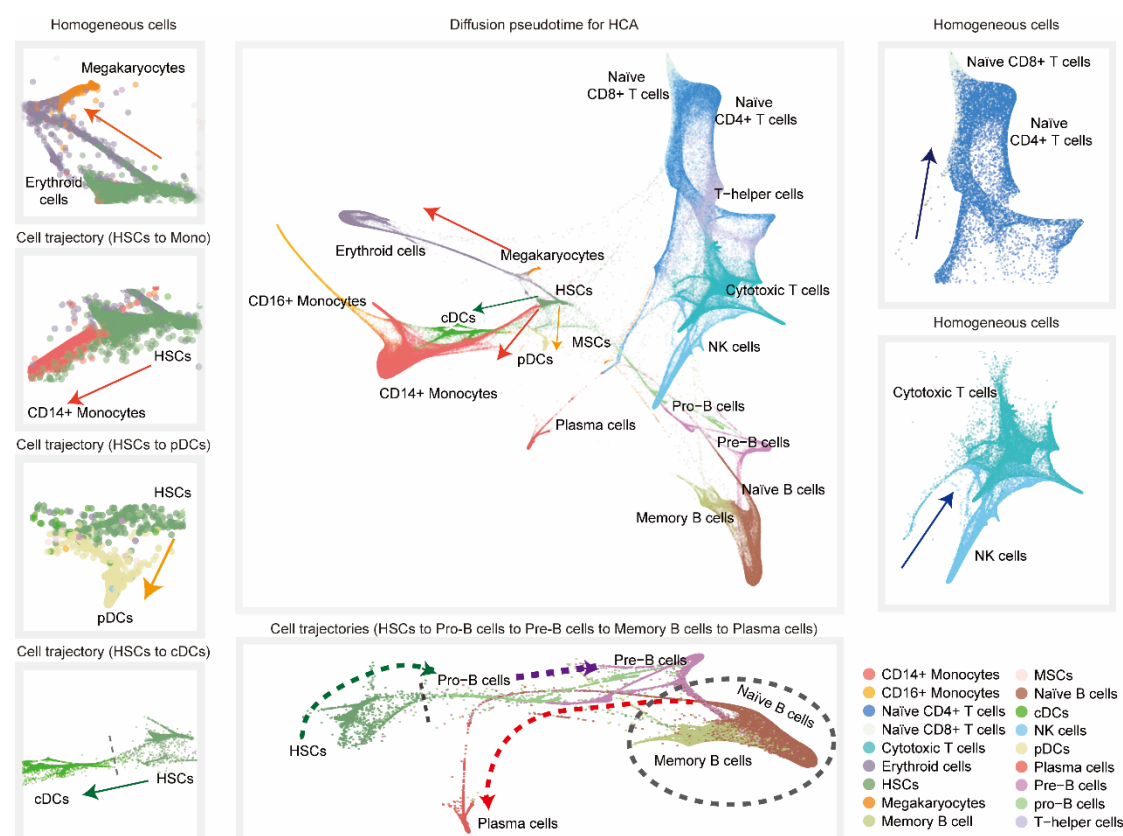 Homogeneous cells
Megakaryocytes
Erythroid
cells
Cell trajectory (HSCs to Mono)
HSCs
CD14+ Monocytes
Cell trajectory (HSCs to pDCs)
HSCs
pDCs
Cell trajectory (HSCs to cDCs)
HSCs
cDCs
Diffusion pseudotime for HCA
Naïve
CD8+ T cells
Naïve
CD4+ T cells
T−helper cells
Erythroid cells
Megakaryocytes
HSCs
CD16+ Monocytes
cDCs
Cytotoxic T cells
MSCs
pDCs
NK cells
CD14+ Monocytes
Pro−B cells
Plasma cells
Pre−B cells
Naïve B cells
Memory B cells
Cell trajectories (HSCs to Pro-B cells to Pre-B cells to Memory B cells to Plasma cells)
Pre−B cells
Pro−B cells
Naïve B cells
HSCs
Memory B cells
Plasma cells
Homogeneous cells
Naïve CD8+ T cells
Naïve
CD4+ T cells
Homogeneous cells
Cytotoxic T cells
NK cells
CD14+ Monocytes
CD16+ Monocytes
Naïve CD4+ T cells
Naïve CD8+ T cells
Cytotoxic T cells
Erythroid cells
HSCs
Megakaryocytes
Memory B cell
MSCs
Naïve B cells
cDCs
NK cells
pDCs
Plasma cells
Pre−B cells
pro−B cells
T−helper cells